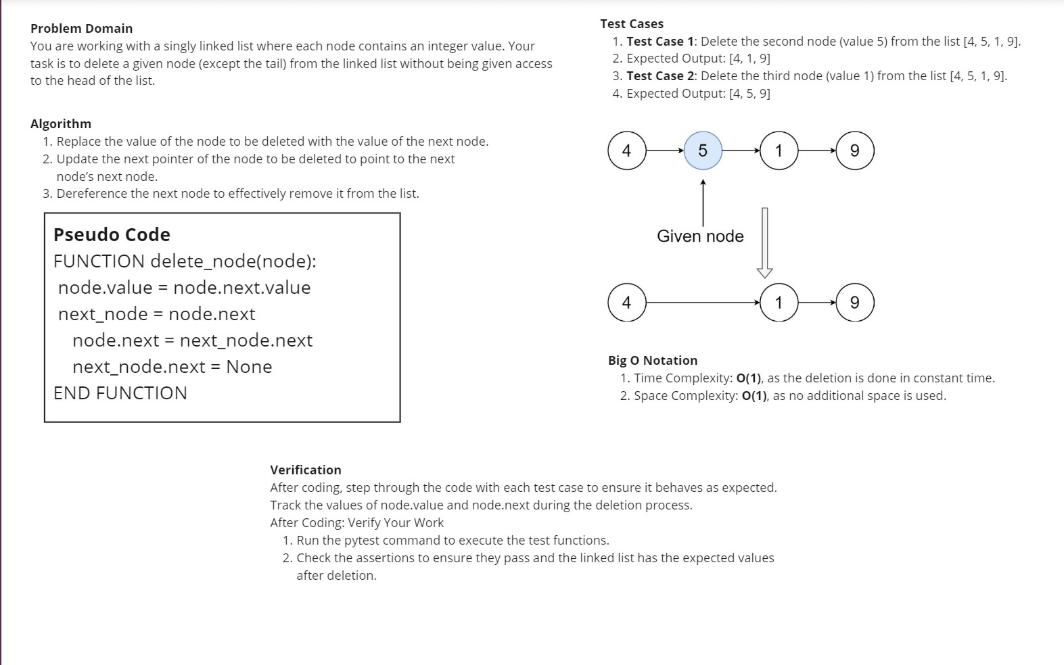 Problem Domain
You are working with a singly linked list where each node contains an integer value. Your
task is to delete a given node (except the tail) from the linked list without being given access
to the head of the list.
Algorithm
1. Replace the value of the node to be deleted with the value of the next node.
2. Update the next pointer of the node to be deleted to point to the next
node's next node.
3. Dereference the next node to effectively remove it from the list.
Pseudo Code
FUNCTION delete_node(node):
node.value = node.next.value
next_node = node.next
node.next = next_node.next
next_node.next = None
END FUNCTION
Test Cases
1. Test Case 1: Delete the second node (value 5) from the list [4, 5, 1, 9].
2. Expected Output: [4, 1, 9]
3. Test Case 2: Delete the third node (value 1) from the list [4, 5, 1, 9].
4. Expected Output: [4, 5, 9]
4 5 1 9
Given node
4 1 9
Big O Notation
1. Time Complexity: O(1), as the deletion is done in constant time.
2. Space Complexity: O(1), as no additional space is used.
Verification
After coding, step through the code with each test case to ensure it behaves as expected.
Track the values of node.value and node.next during the deletion process.
After Coding: Verify Your Work
1. Run the pytest command to execute the test functions.
2. Check the assertions to ensure they pass and the linked list has the expected values
after deletion.